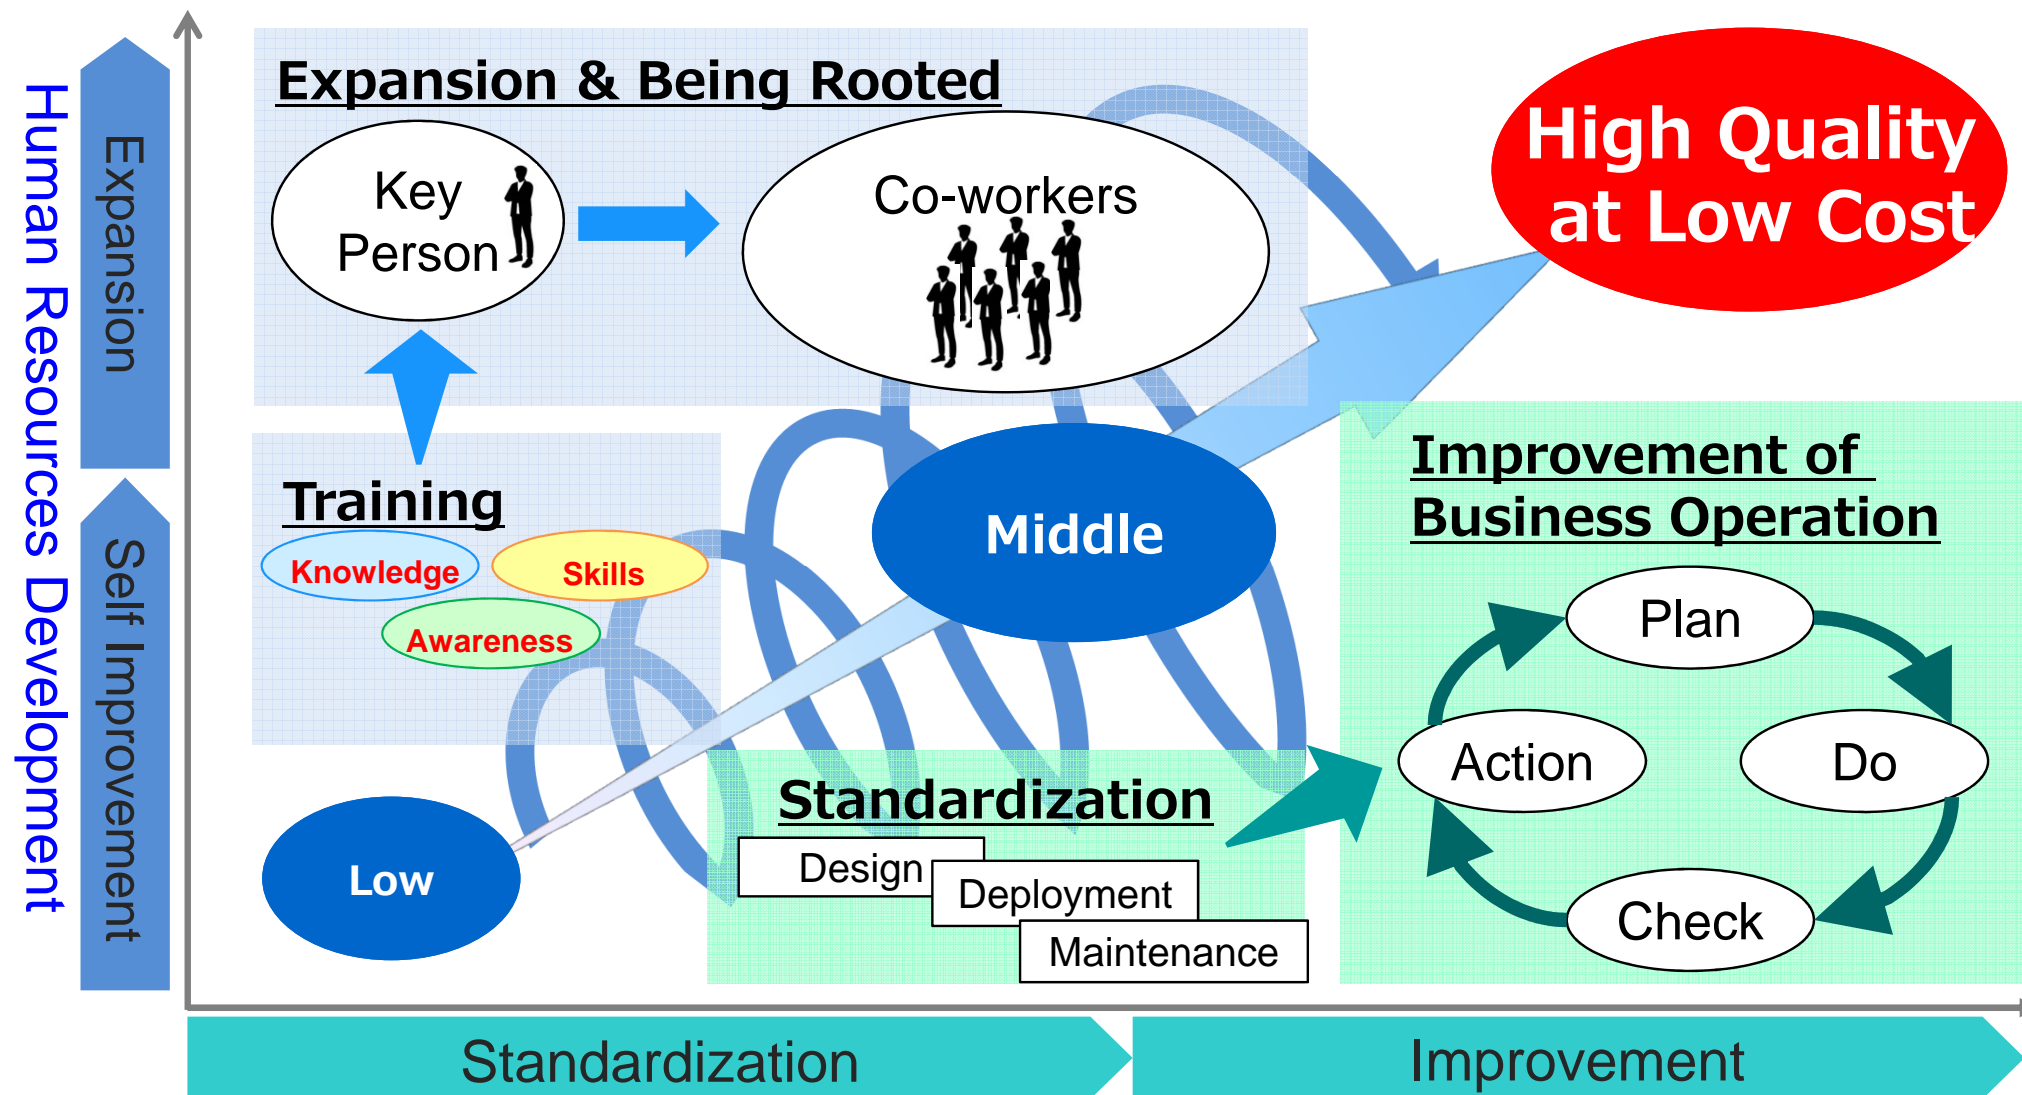 Human Resources Development
Expansion
Self Improvement
Expansion & Being Rooted
Key
Person
Co-workers
High Quality
at Low Cost
Training
Knowledge
Skills
Awareness
Middle
Low
Standardization
Design
Deployment
Maintenance
Improvement of
Business Operation
Plan
Do
Check
Action
Standardization
Improvement